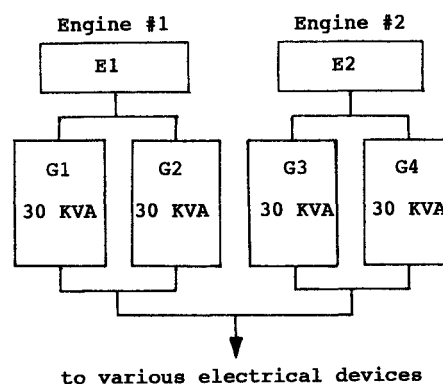 Engine #1 Engine #2
E1 E2
G1 G2 G3 G4
30 KVA 30 KVA 30 KVA 30 KVA
to various electrical devices